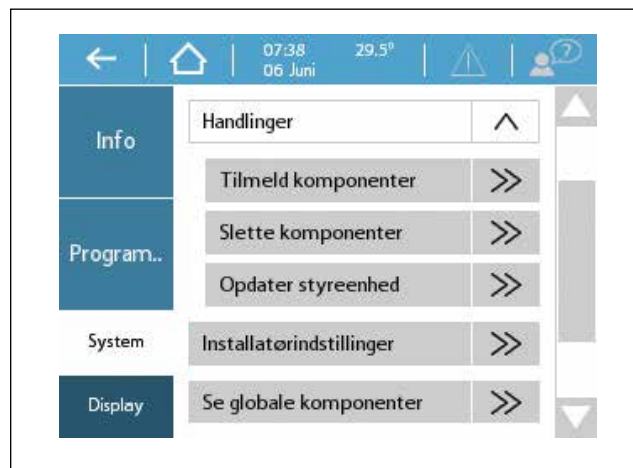 07:38 29.5°
06 Juni
?
Info
Program..
System
Display
Handlinger
Tilmeld komponenter
Slette komponenter
Opdater styreenhed
Installatørindstillinger
Se globale komponenter